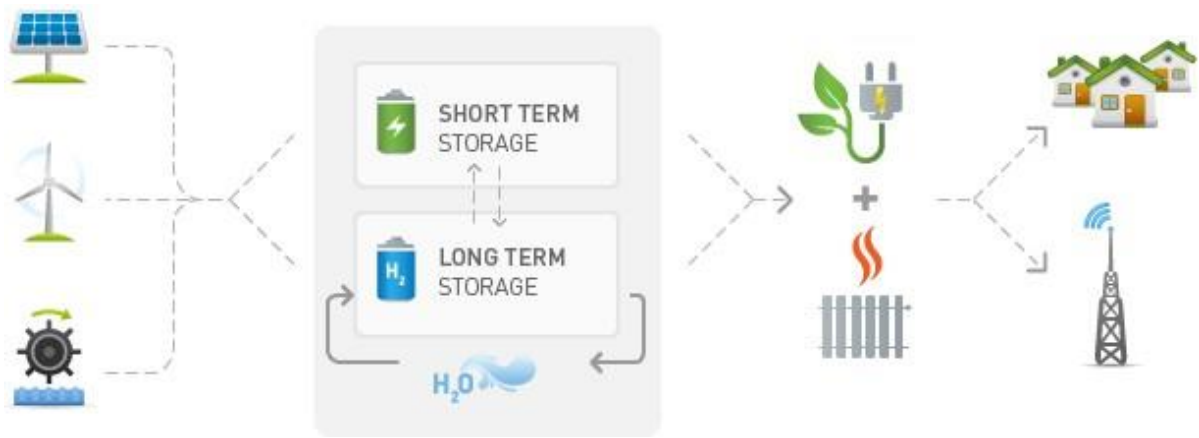 SHORT TERM
STORAGE
H₂
LONG TERM
STORAGE
H₂O